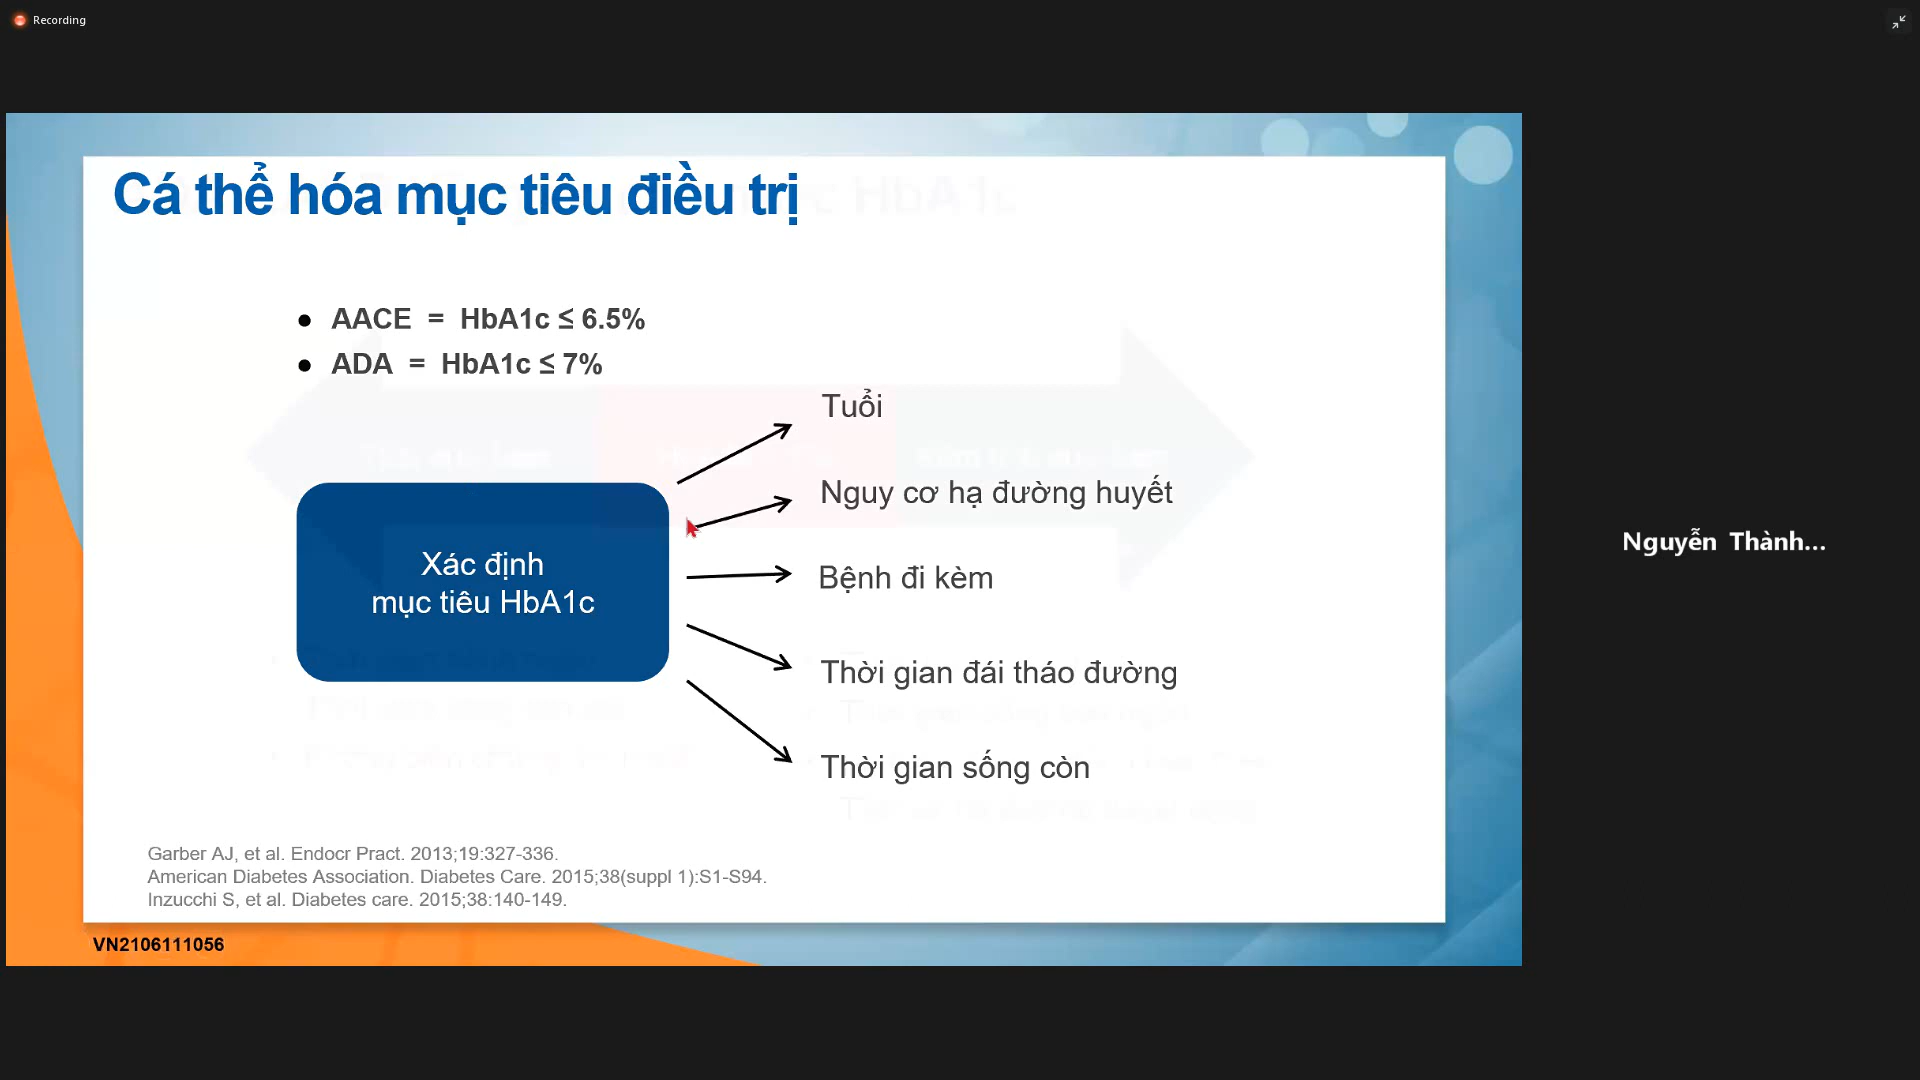 Recording
Cá thể hóa mục tiêu điều trị
● AACE = HbA1c ≤ 6.5%
● ADA = HbA1c ≤ 7%
Xác định
mục tiêu HbA1c
Tuổi
Nguy cơ hạ đường huyết
Bệnh đi kèm
Thời gian đái tháo đường
Thời gian sống còn
Garber AJ, et al. Endocr Pract. 2013;19:327-336.
American Diabetes Association. Diabetes Care. 2015;38(suppl 1):S1-S94.
Inzucchi S, et al. Diabetes care. 2015;38:140-149.
VN2106111056
Nguyễn Thành...